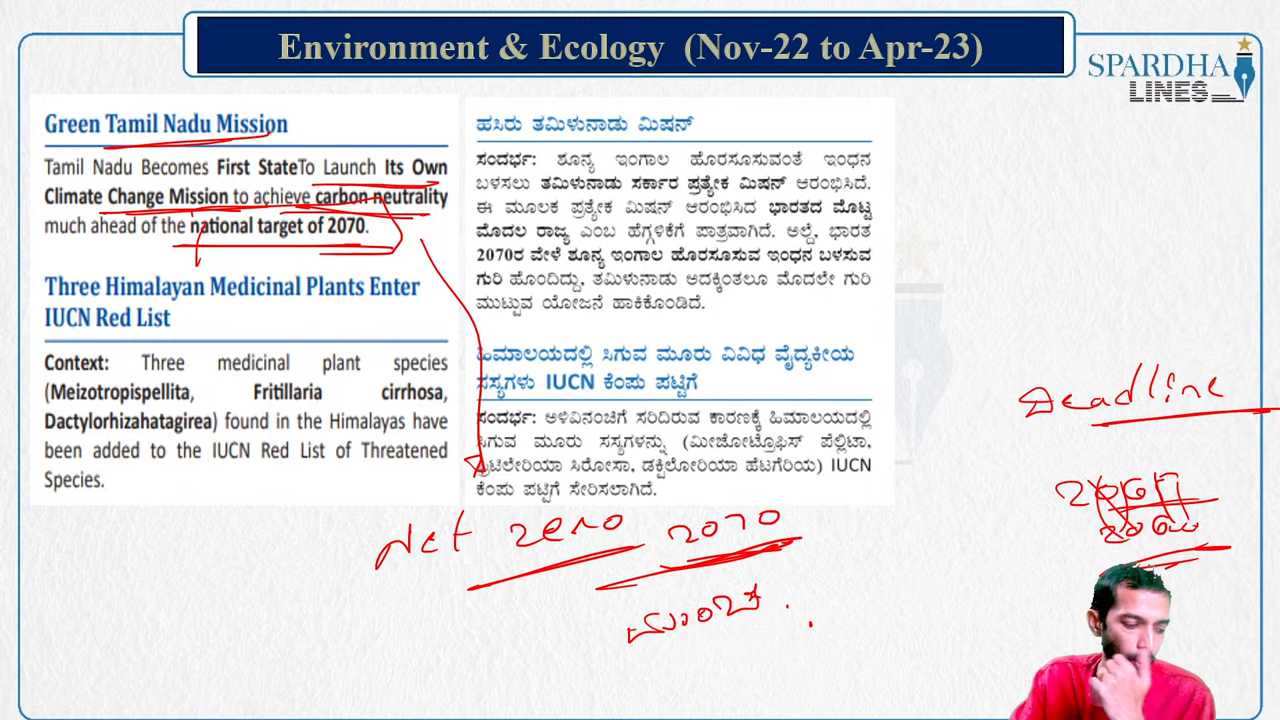 Environment & Ecology (Nov-22 to Apr-23)
SPARDHA
LINES
Green Tamil Nadu Mission
Tamil Nadu Becomes First StateTo Launch Its Own
Climate Change Mission to achieve carbon neutrality
much ahead of the national target of 2070.
Three Himalayan Medicinal Plants Enter
IUCN Red List
Context: Three medicinal plant species
(Meizotropispellita, Fritillaria cirrhosa,
Dactylorhizahatagirea) found in the Himalayas have
been added to the IUCN Red List of Threatened
Species.
ಹಸಿರು ತಮಿಳುನಾಡು ಮಿಷನ್
ಸಂದರ್ಭ: ಶೂನ್ಯ ಇಂಗಾಲ ಹೊರಸೂಸುವಂತೆ ಇಂಧನ
ಬಳಸಲು ತಮಿಳುನಾಡು ಸರ್ಕಾರ ಪ್ರತ್ಯೇಕ ಮಿಷನ್ ಆರಂಭಿಸಿದೆ.
ಈ ಮೂಲಕ ಪ್ರತ್ಯೇಕ ಮಿಷನ್ ಆರಂಭಿಸಿದ ಭಾರತದ ಮೊಟ್ಟ
ಮೊದಲ ರಾಜ್ಯ ಎಂಬ ಹೆಗ್ಗಳಿಕೆಗೆ ಪಾತ್ರವಾಗಿದೆ. ಅಲ್ದೆ, ಭಾರತ
2070ರ ವೇಳೆ ಶೂನ್ಯ ಇಂಗಾಲ ಹೊರಸೂಸುವ ಇಂಧನ ಬಳಸುವ
ಗುರಿ ಹೊಂದಿದ್ದು, ತಮಿಳುನಾಡು ಅದಕ್ಕಿಂತಲೂ ಮೊದಲೇ ಗುರಿ
ಮುಟ್ಟುವ ಯೋಜನೆ ಹಾಕಿಕೊಂಡಿದೆ.
ಹಿಮಾಲಯದಲ್ಲಿ ಸಿಗುವ ಮೂರು ವಿವಿಧ ವೈದ್ಯಕೀಯ
ಸಸ್ಯಗಳು IUCN ಕೆಂಪು ಪಟ್ಟಿಗೆ
ಸಂದರ್ಭ: ಅಳಿವಿನಂಚಿಗೆ ಸರಿದಿರುವ ಕಾರಣಕ್ಕೆ ಹಿಮಾಲಯದಲ್ಲಿ
ಸಿಗುವ ಮೂರು ಸಸ್ಯಗಳನ್ನು (ಮೀಜೋಟ್ರೊಫಿಸ್ ಪೆಲ್ಲಿಟಾ,
ಫ್ರಿಟಿಲೇರಿಯಾ ಸಿರೋಸಾ, ಡಕ್ಟಿಲೋರಿಯಾ ಹೆಟಗೆರಿಯ) IUCN
ಕೆಂಪು ಪಟ್ಟಿಗೆ ಸೇರಿಸಲಾಗಿದೆ.
Deadline
Net zero 2070